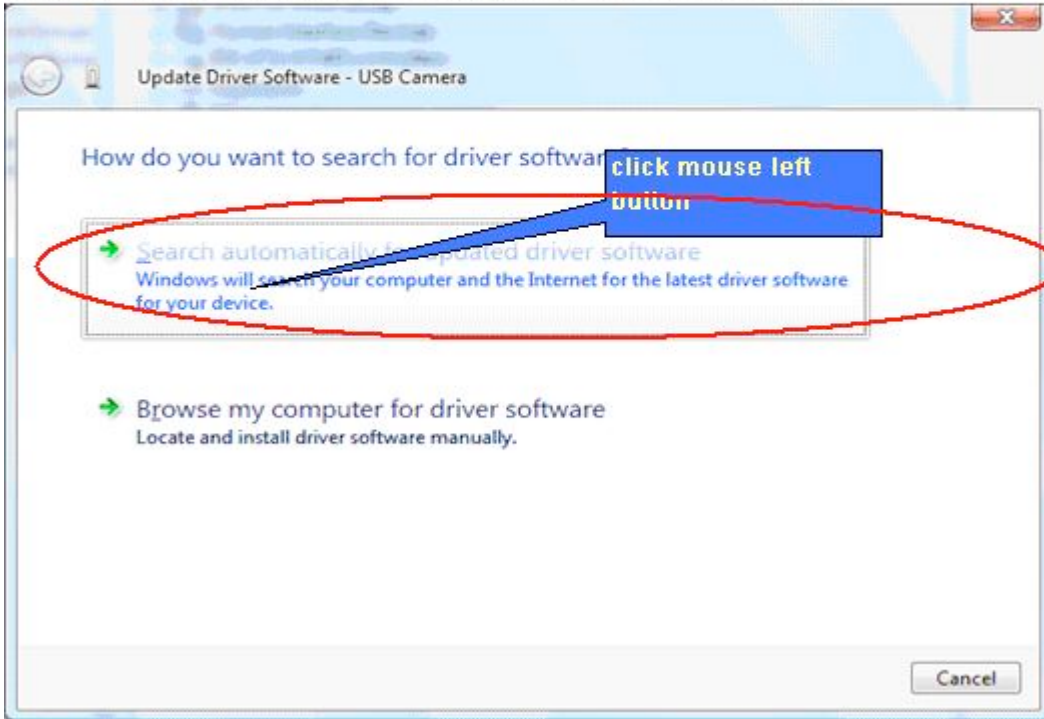 Update Driver Software - USB Camera
How do you want to search for driver softwar
click mouse left
button
Search automatically updated driver software
Windows will search your computer and the Internet for the latest driver software
for your device.
Browse my computer for driver software
Locate and install driver software manually.
Cancel